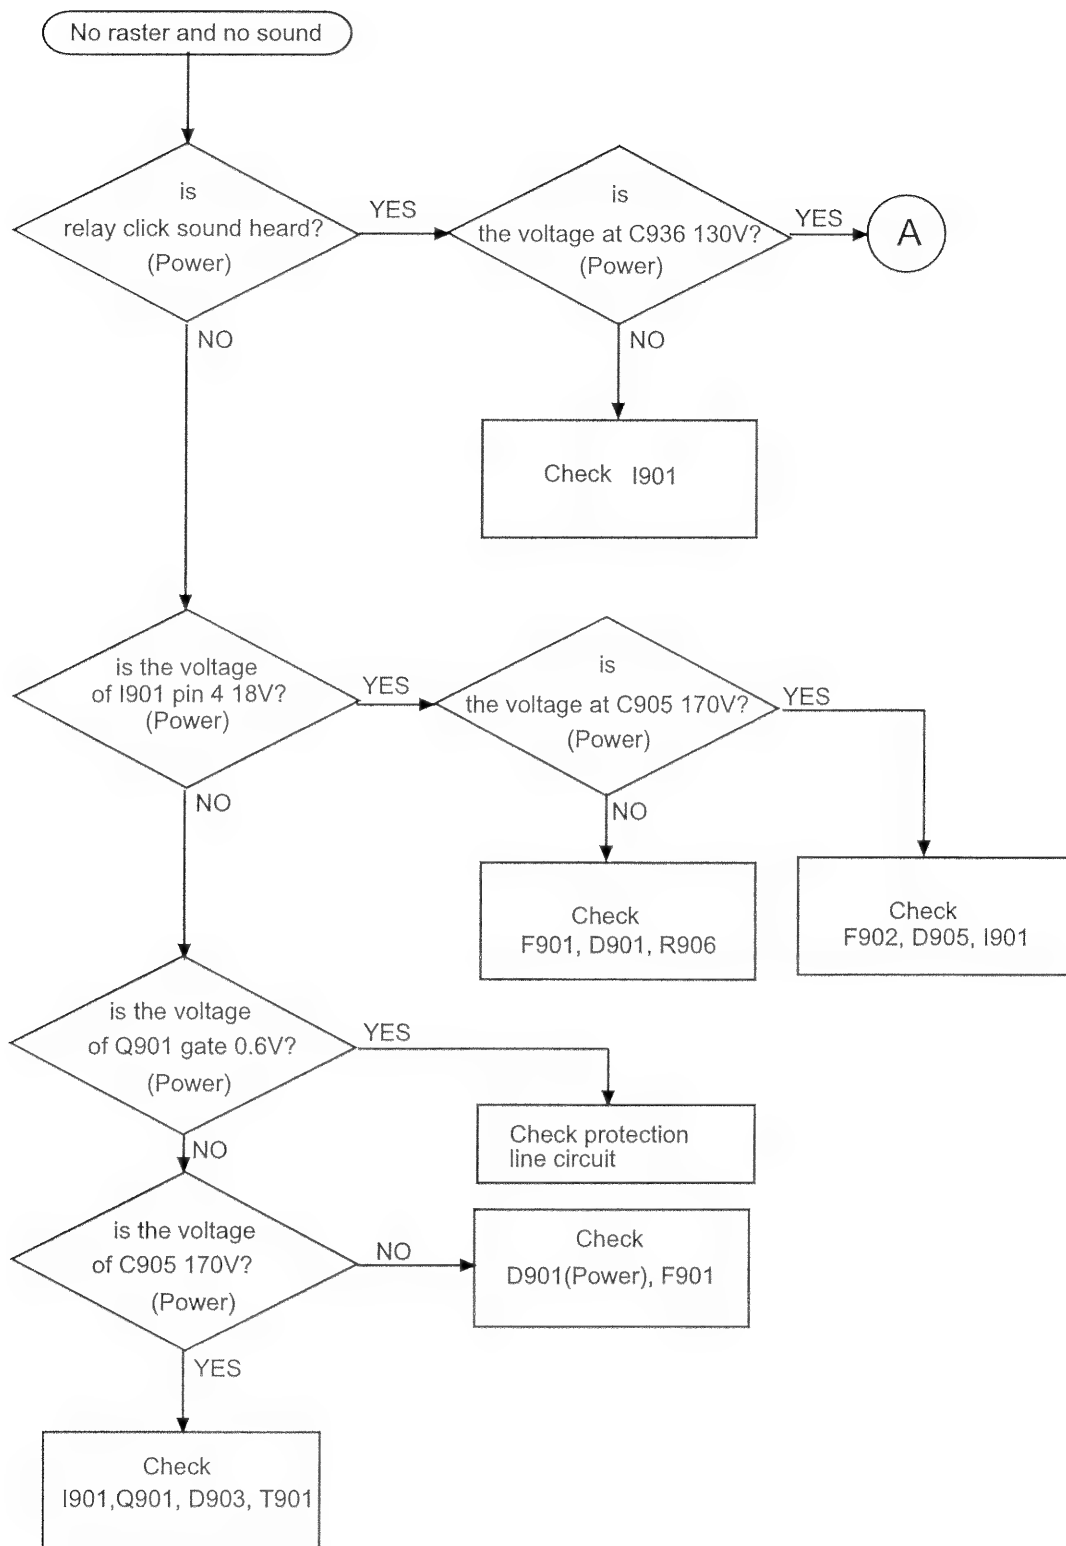 No raster and no sound
is
relay click sound heard?
(Power)
YES
is
the voltage at C936 130V?
(Power)
YES
A
NO
NO
Check I901
is the voltage
of I901 pin 4 18V?
(Power)
YES
is
the voltage at C905 170V?
(Power)
YES
NO
NO
Check
F901, D901, R906
Check
F902, D905, I901
is the voltage
of Q901 gate 0.6V?
(Power)
YES
Check protection
line circuit
NO
is the voltage
of C905 170V?
(Power)
NO
Check
D901(Power), F901
YES
Check
I901,Q901, D903, T901